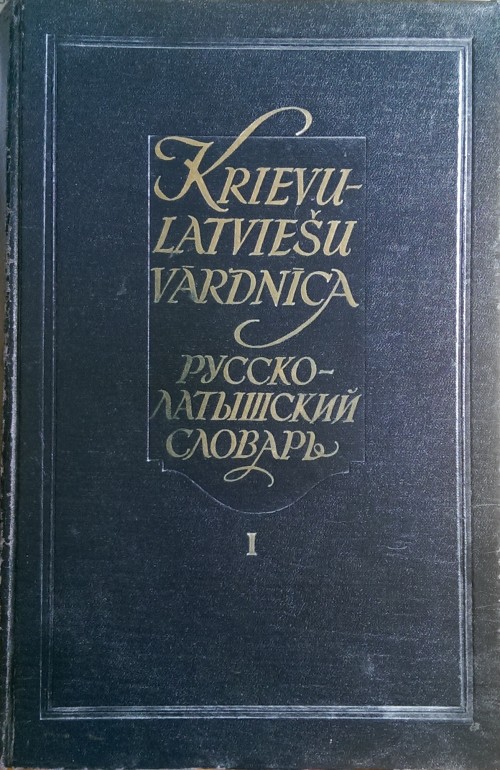 KRIEVU-
LATVIEŠU
VĀRDNĪCA
РУССКО-
ЛАТЫШСКИЙ
СЛОВАРЬ
I